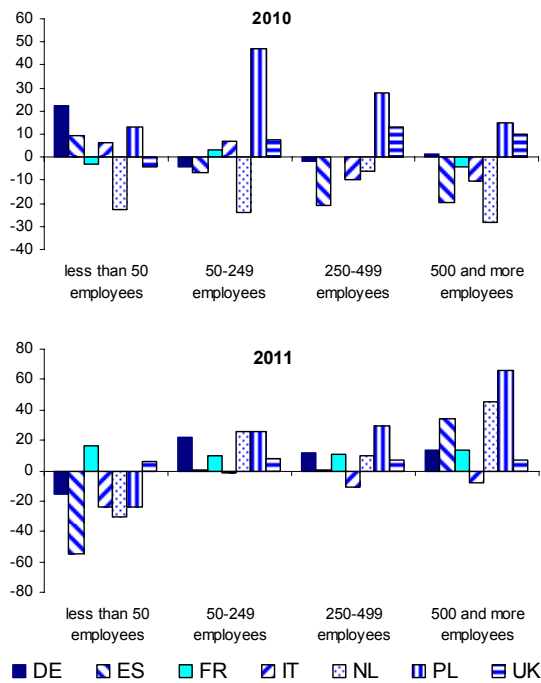 2010
60
50
40
30
20
10
0
-10
-20
-30
-40
less than 50 employees
50-249 employees
250-499 employees
500 and more employees
2011
80
60
40
20
0
-20
-40
-60
-80
less than 50 employees
50-249 employees
250-499 employees
500 and more employees
DE ES FR IT NL PL UK